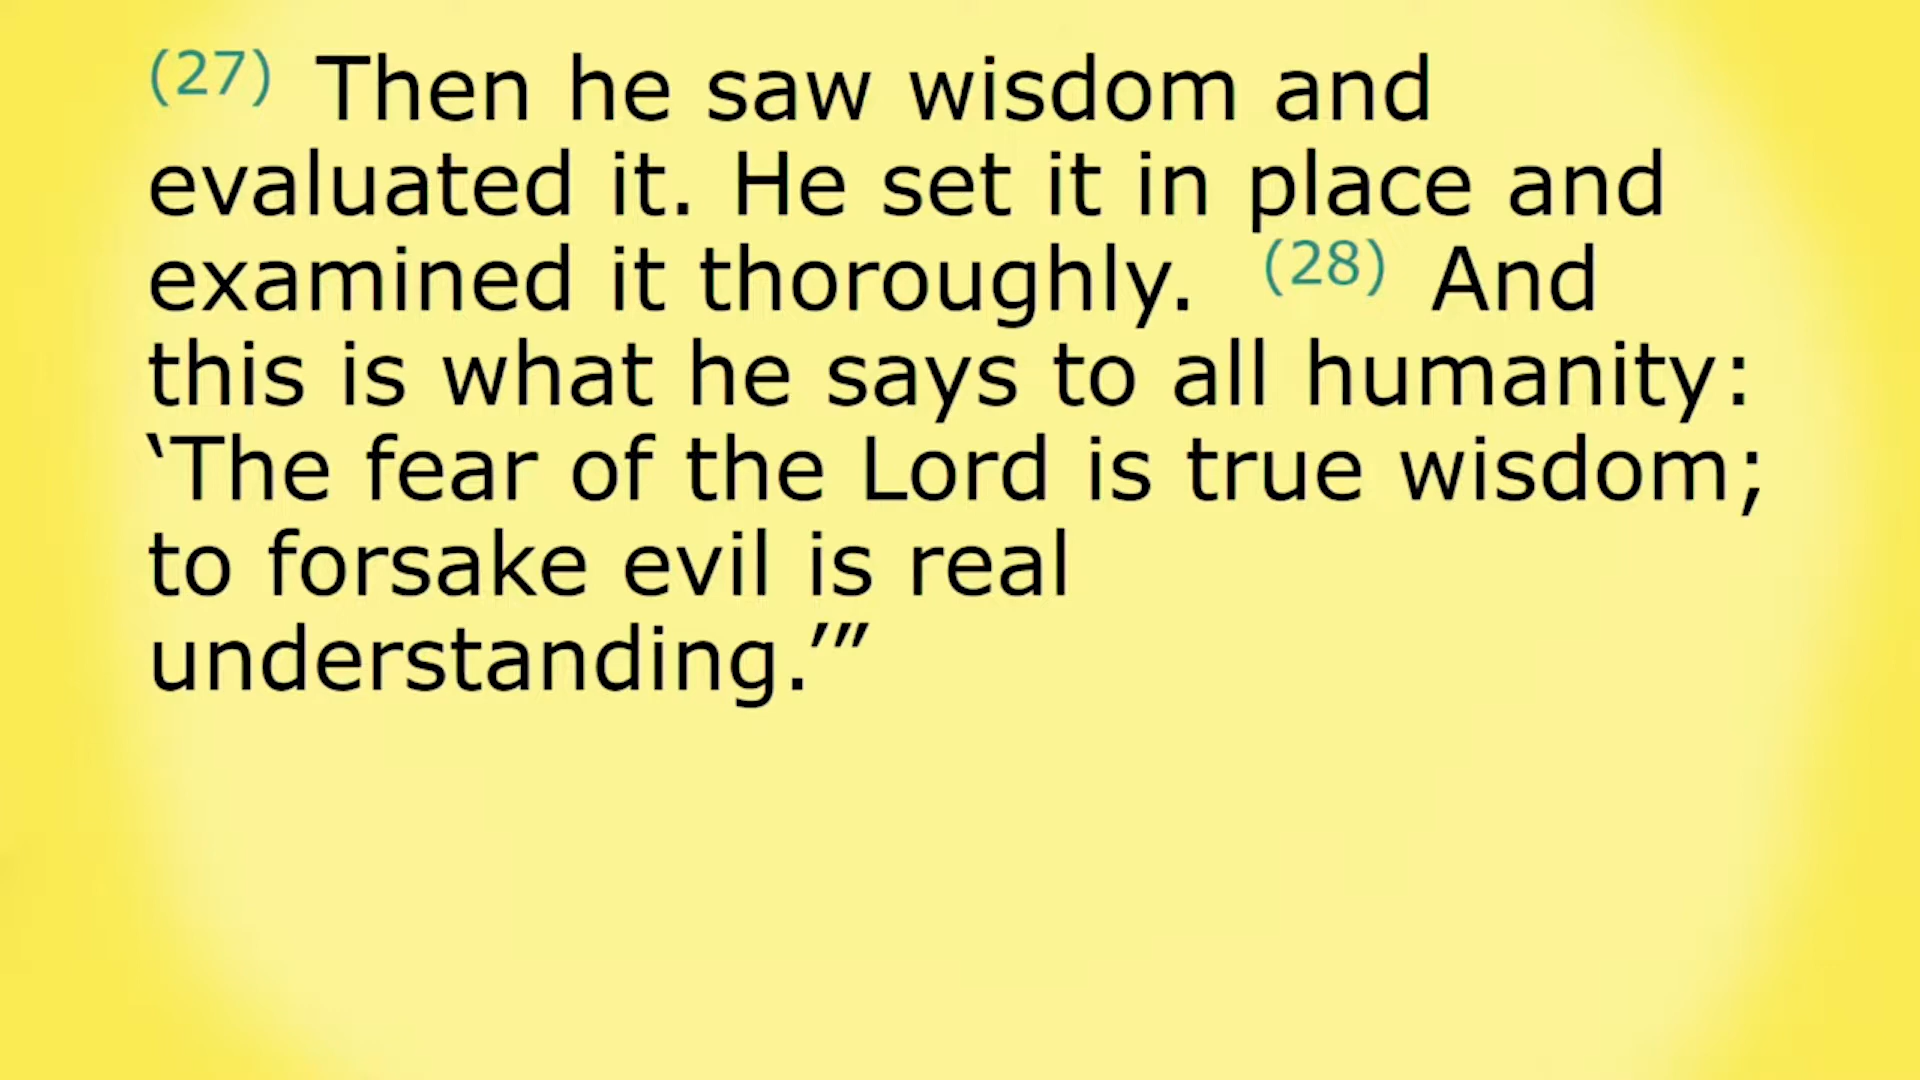 (27) Then he saw wisdom and
evaluated it. He set it in place and
examined it thoroughly. (28) And
this is what he says to all humanity:
‘The fear of the Lord is true wisdom;
to forsake evil is real
understanding.’”